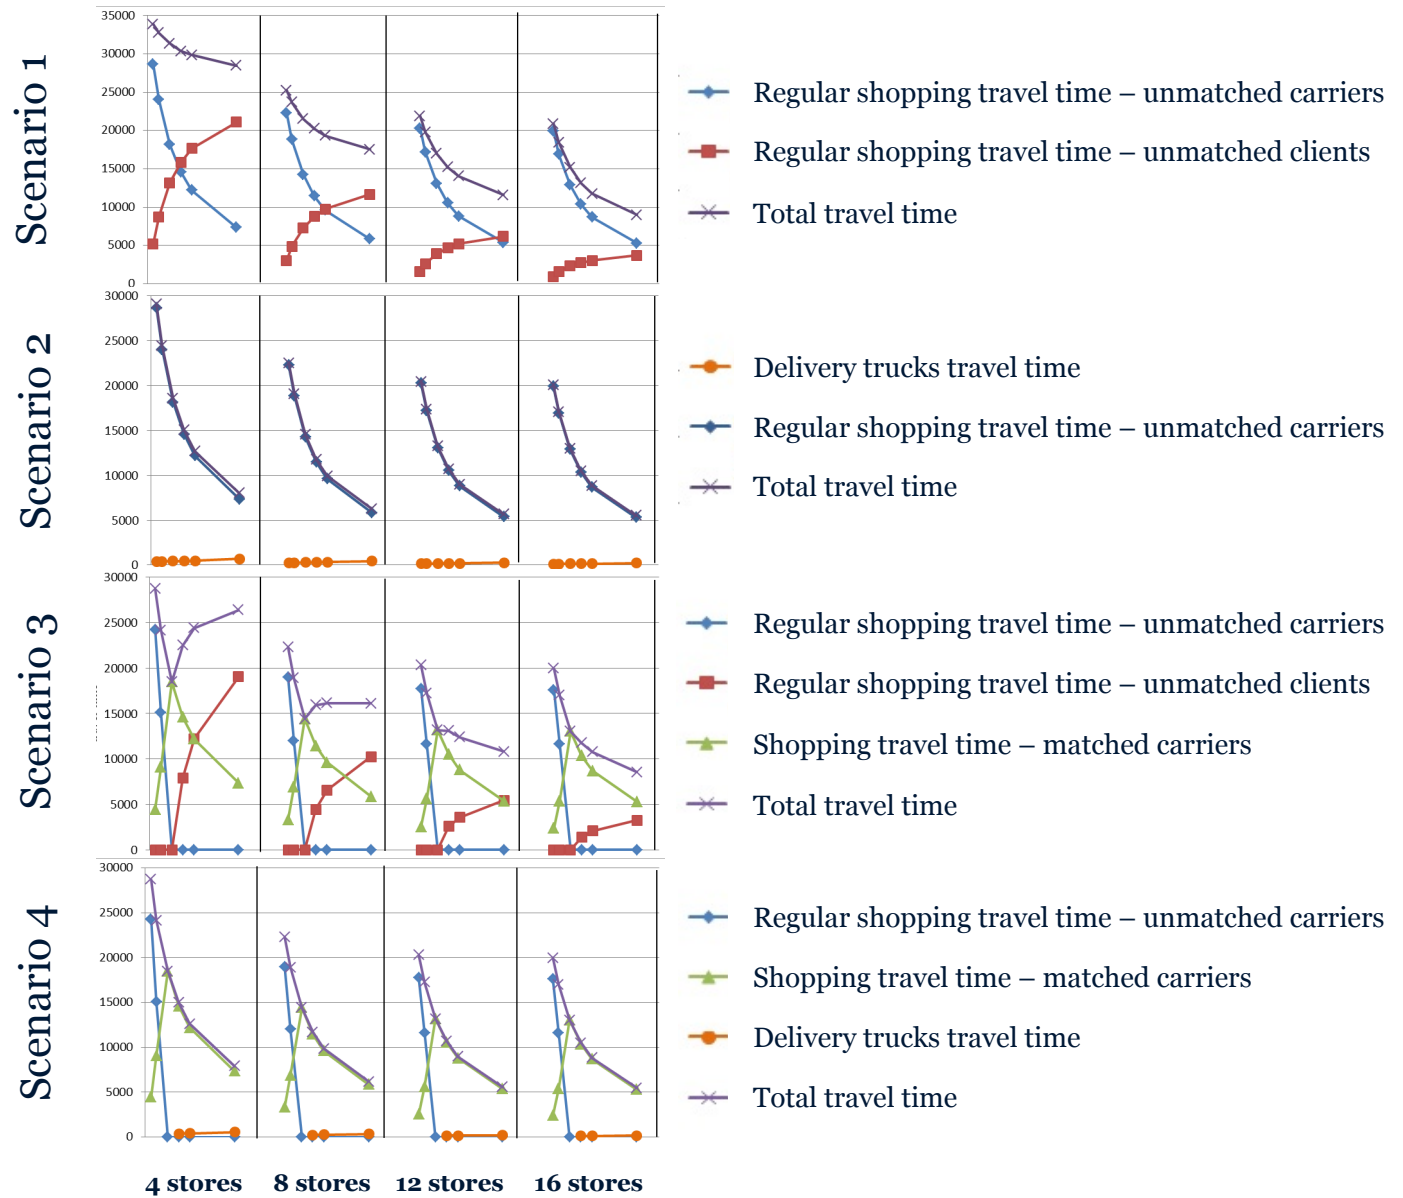 Scenario 1
35000
30000
25000
20000
15000
10000
5000
0
Regular shopping travel time – unmatched carriers
Regular shopping travel time – unmatched clients
Total travel time
Scenario 2
30000
25000
20000
15000
10000
5000
0
Delivery trucks travel time
Regular shopping travel time – unmatched carriers
Total travel time
Scenario 3
30000
25000
20000
15000
10000
5000
0
Regular shopping travel time – unmatched carriers
Regular shopping travel time – unmatched clients
Shopping travel time – matched carriers
Total travel time
Scenario 4
30000
25000
20000
15000
10000
5000
0
Regular shopping travel time – unmatched carriers
Shopping travel time – matched carriers
Delivery trucks travel time
Total travel time
4 stores 8 stores 12 stores 16 stores